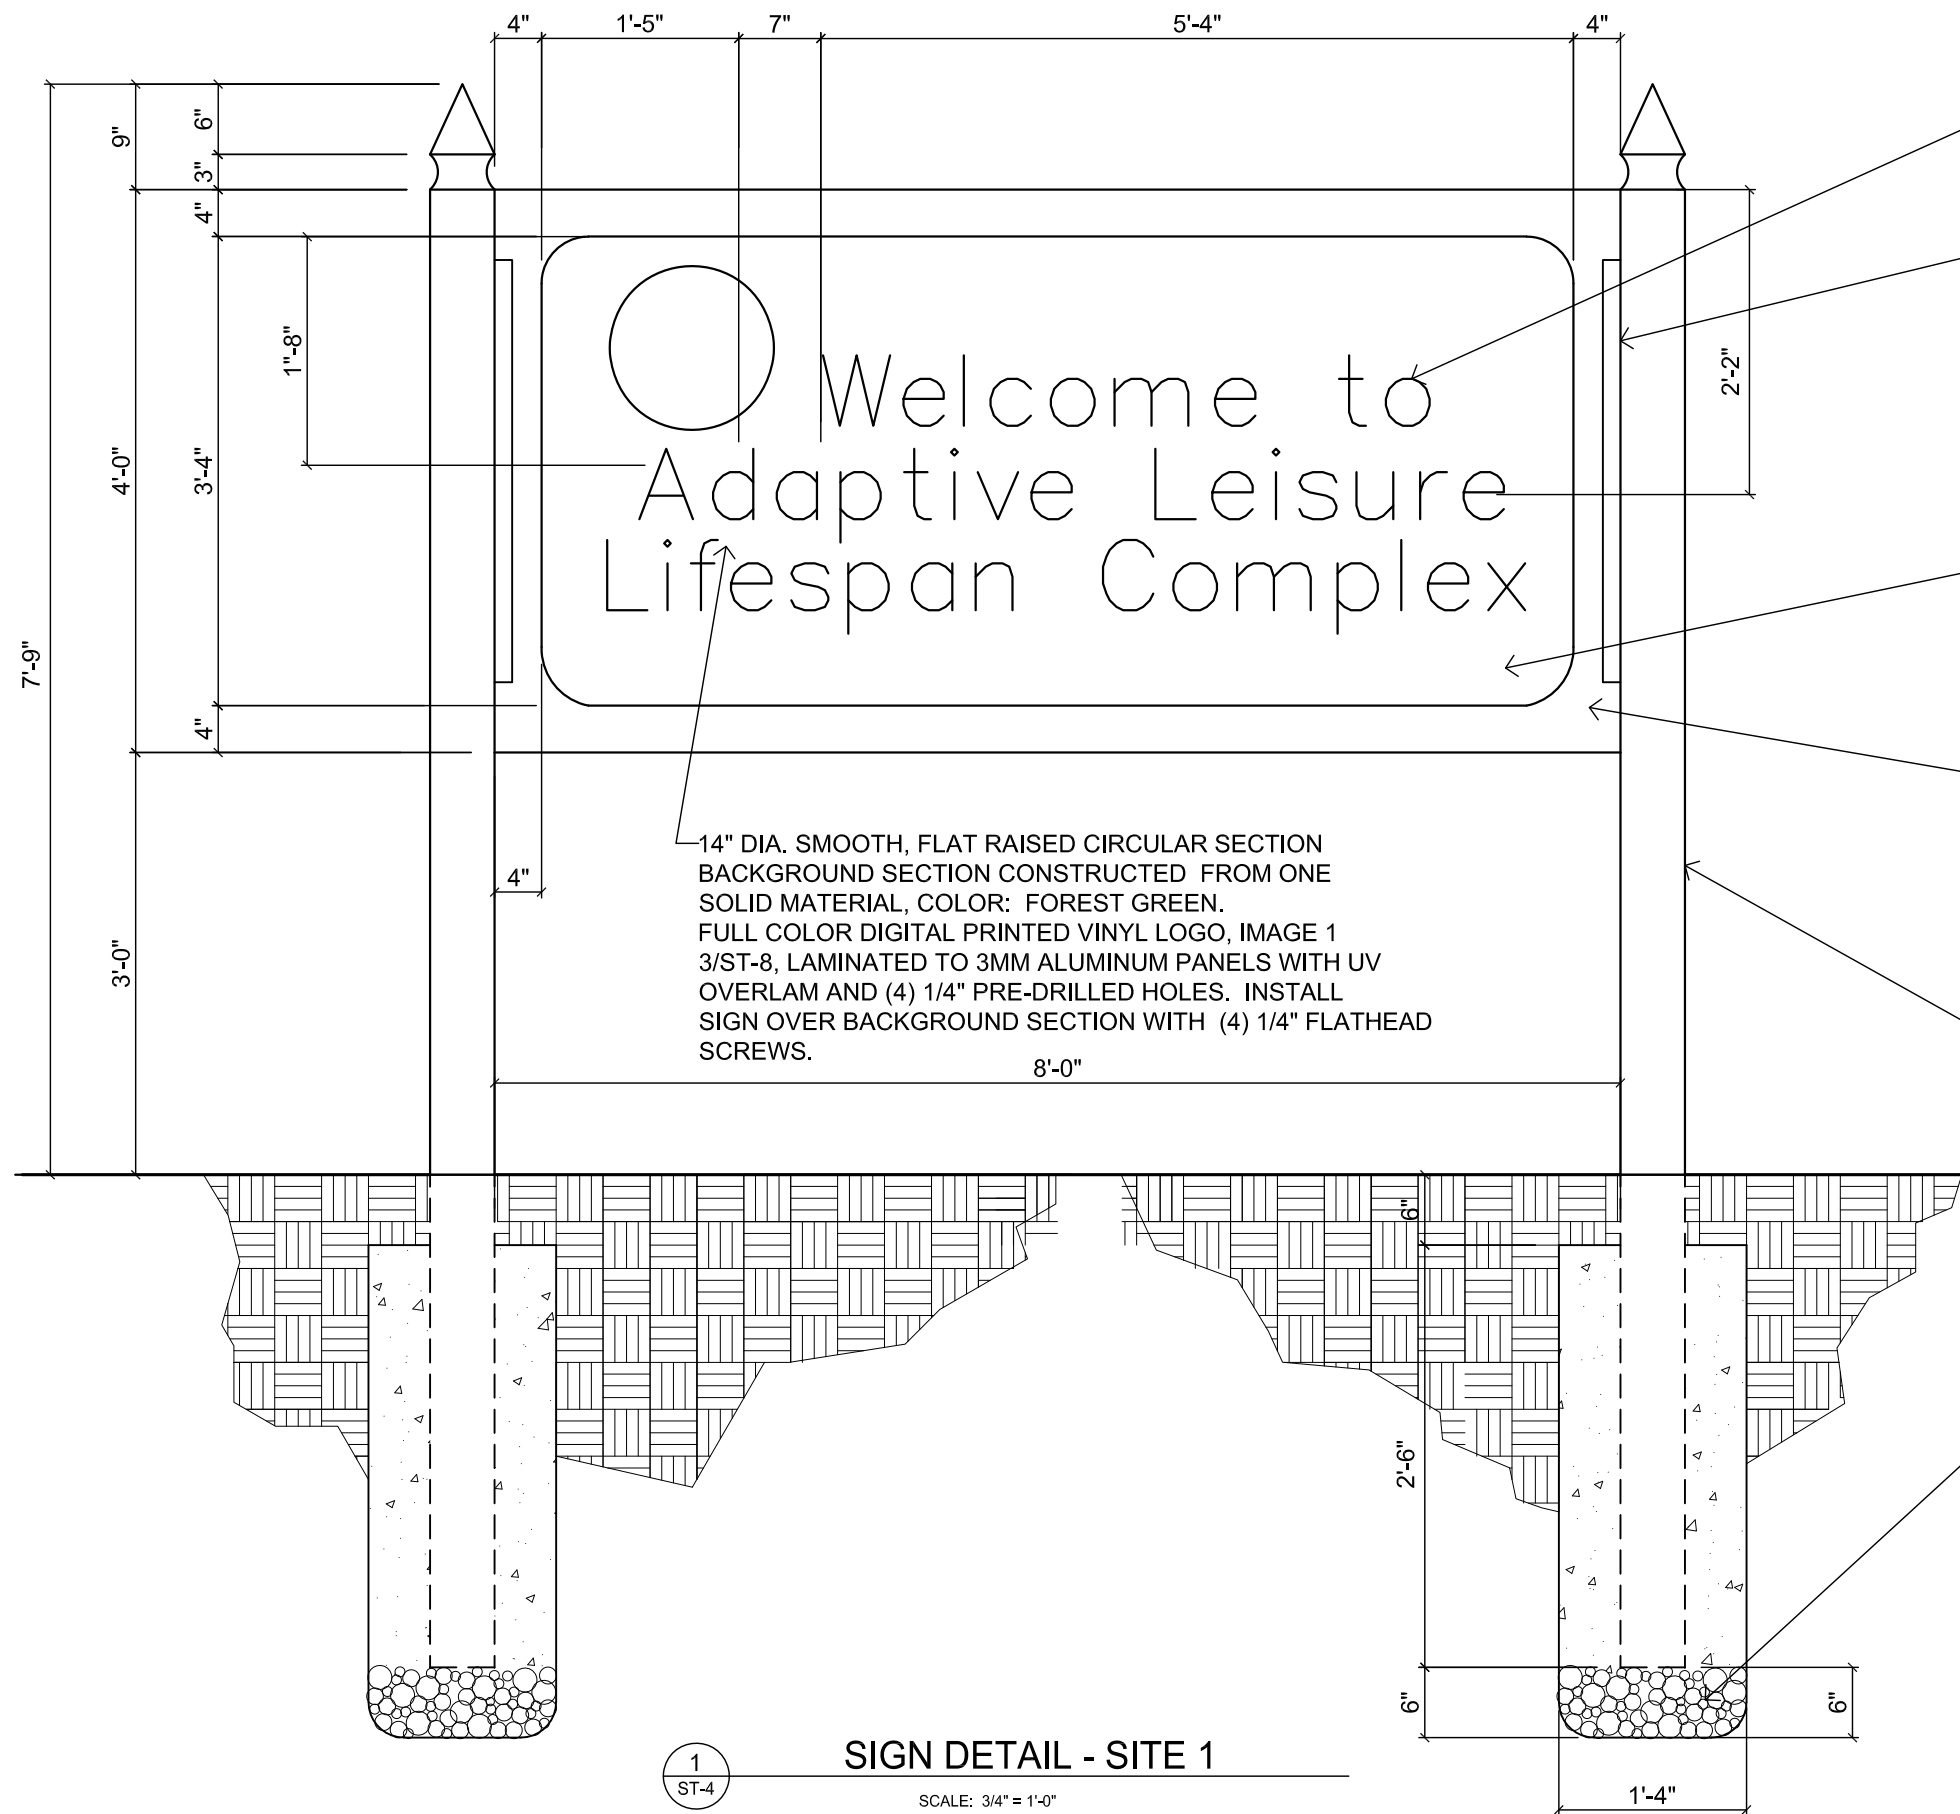 4" 1'-5" 7" 5'-4" 4"
9"
6"
3"
4"
1"-8"
2'-2"
4'-0"
3'-4"
7'-9"
4"
Welcome to
Adaptive Leisure
Lifespan Complex
14" DIA. SMOOTH, FLAT RAISED CIRCULAR SECTION
BACKGROUND SECTION CONSTRUCTED FROM ONE
SOLID MATERIAL, COLOR: FOREST GREEN.
FULL COLOR DIGITAL PRINTED VINYL LOGO, IMAGE 1
3/ST-8, LAMINATED TO 3MM ALUMINUM PANELS WITH UV
OVERLAM AND (4) 1/4" PRE-DRILLED HOLES. INSTALL
SIGN OVER BACKGROUND SECTION WITH (4) 1/4" FLATHEAD
SCREWS.
4"
3'-0"
8'-0"
6"
2'-6"
6"
6"
1'-4"
1
ST-4
SIGN DETAIL - SITE 1
SCALE: 3/4" = 1'-0"